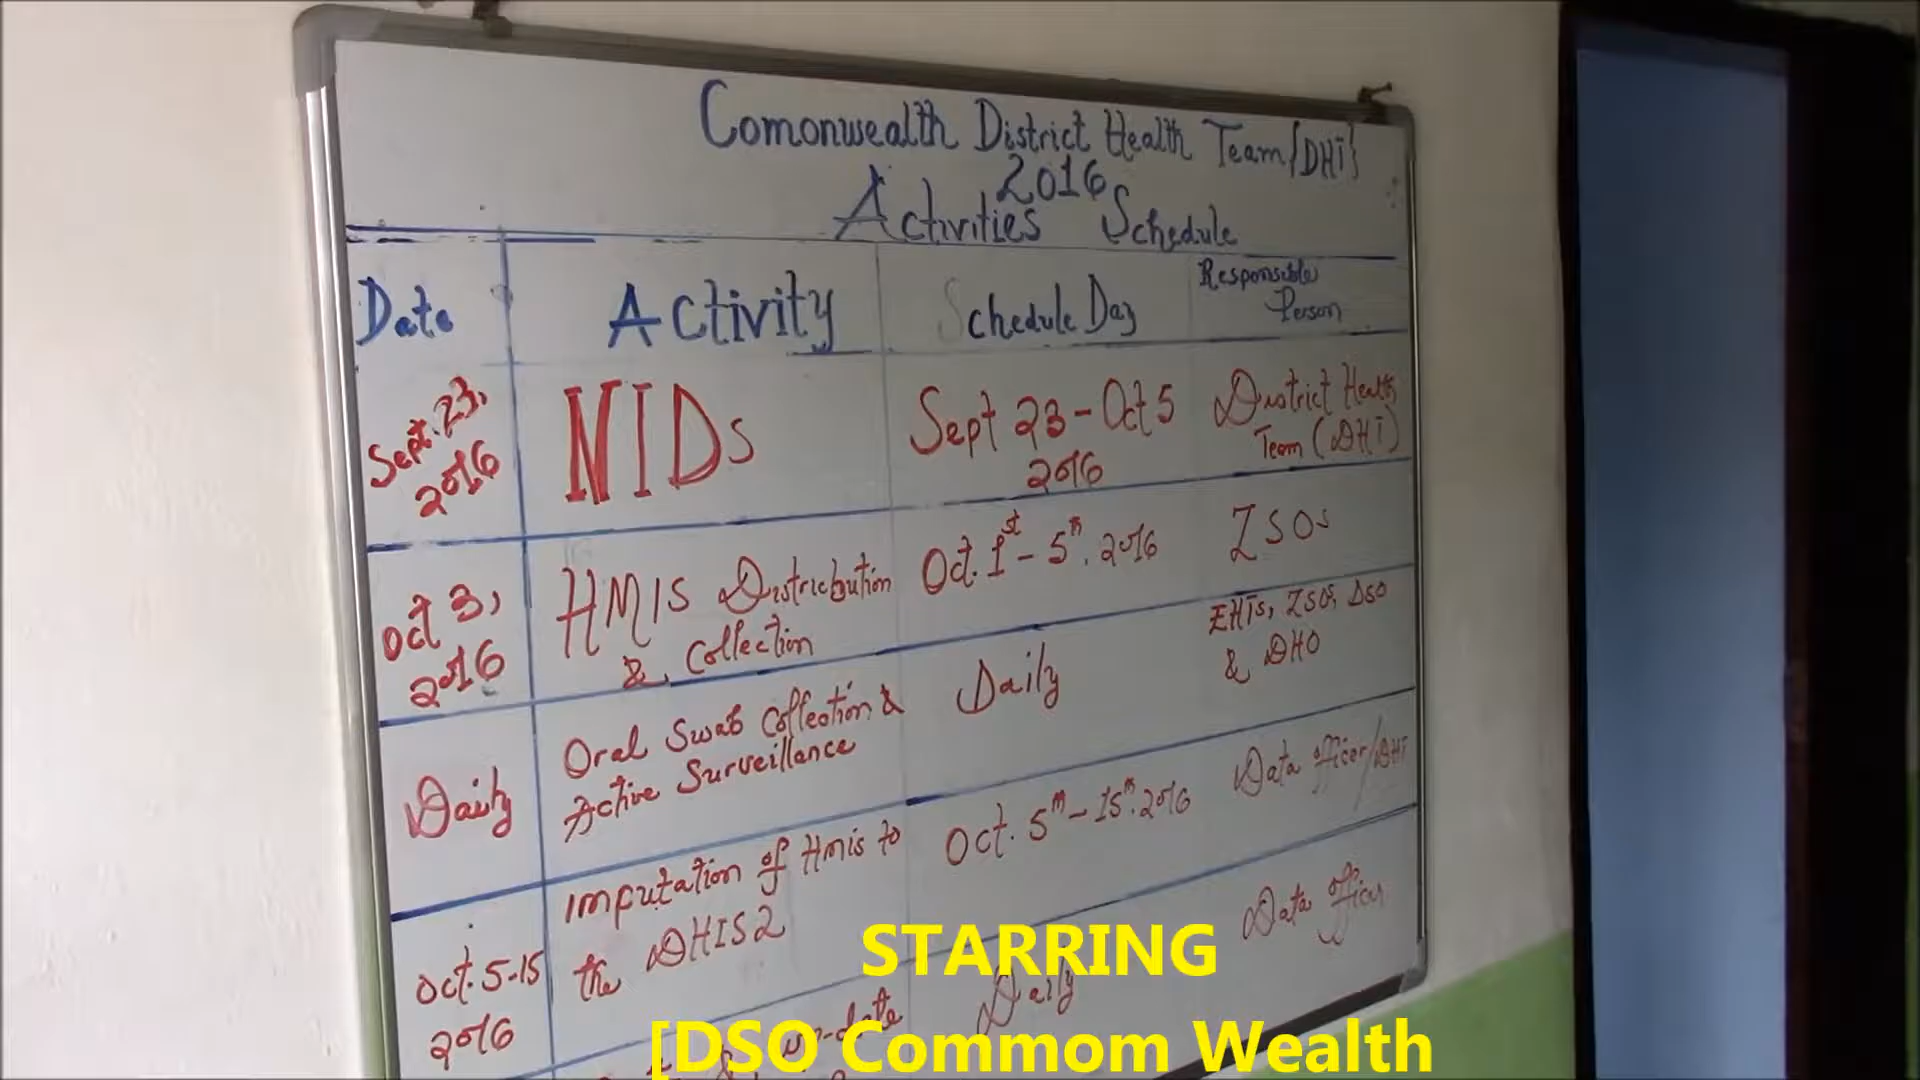 Comonwealth District Health Team {DHT}
2016
Activities Schedule
Date
Activity
Schedule Day
Responsible
Person
Sept. 23,
2016
NIDs
Sept 23 - Oct 5
2016
District Health
Team (DHT)
Oct 3,
2016
HMIS Distribution
& Collection
Oct. 1st - 5th. 2016
ZSOs
Daily
Oral Swab Collection &
Active Surveillance
Daily
EHTs, ZSOs, DSO
& DHO
Oct. 5-15
2016
imputation of Hmis to
the DHIS2
Oct. 5th - 15th. 2016
Data officer/DHT
Daily
Data officer
STARRING
[DSO Commom Wealth